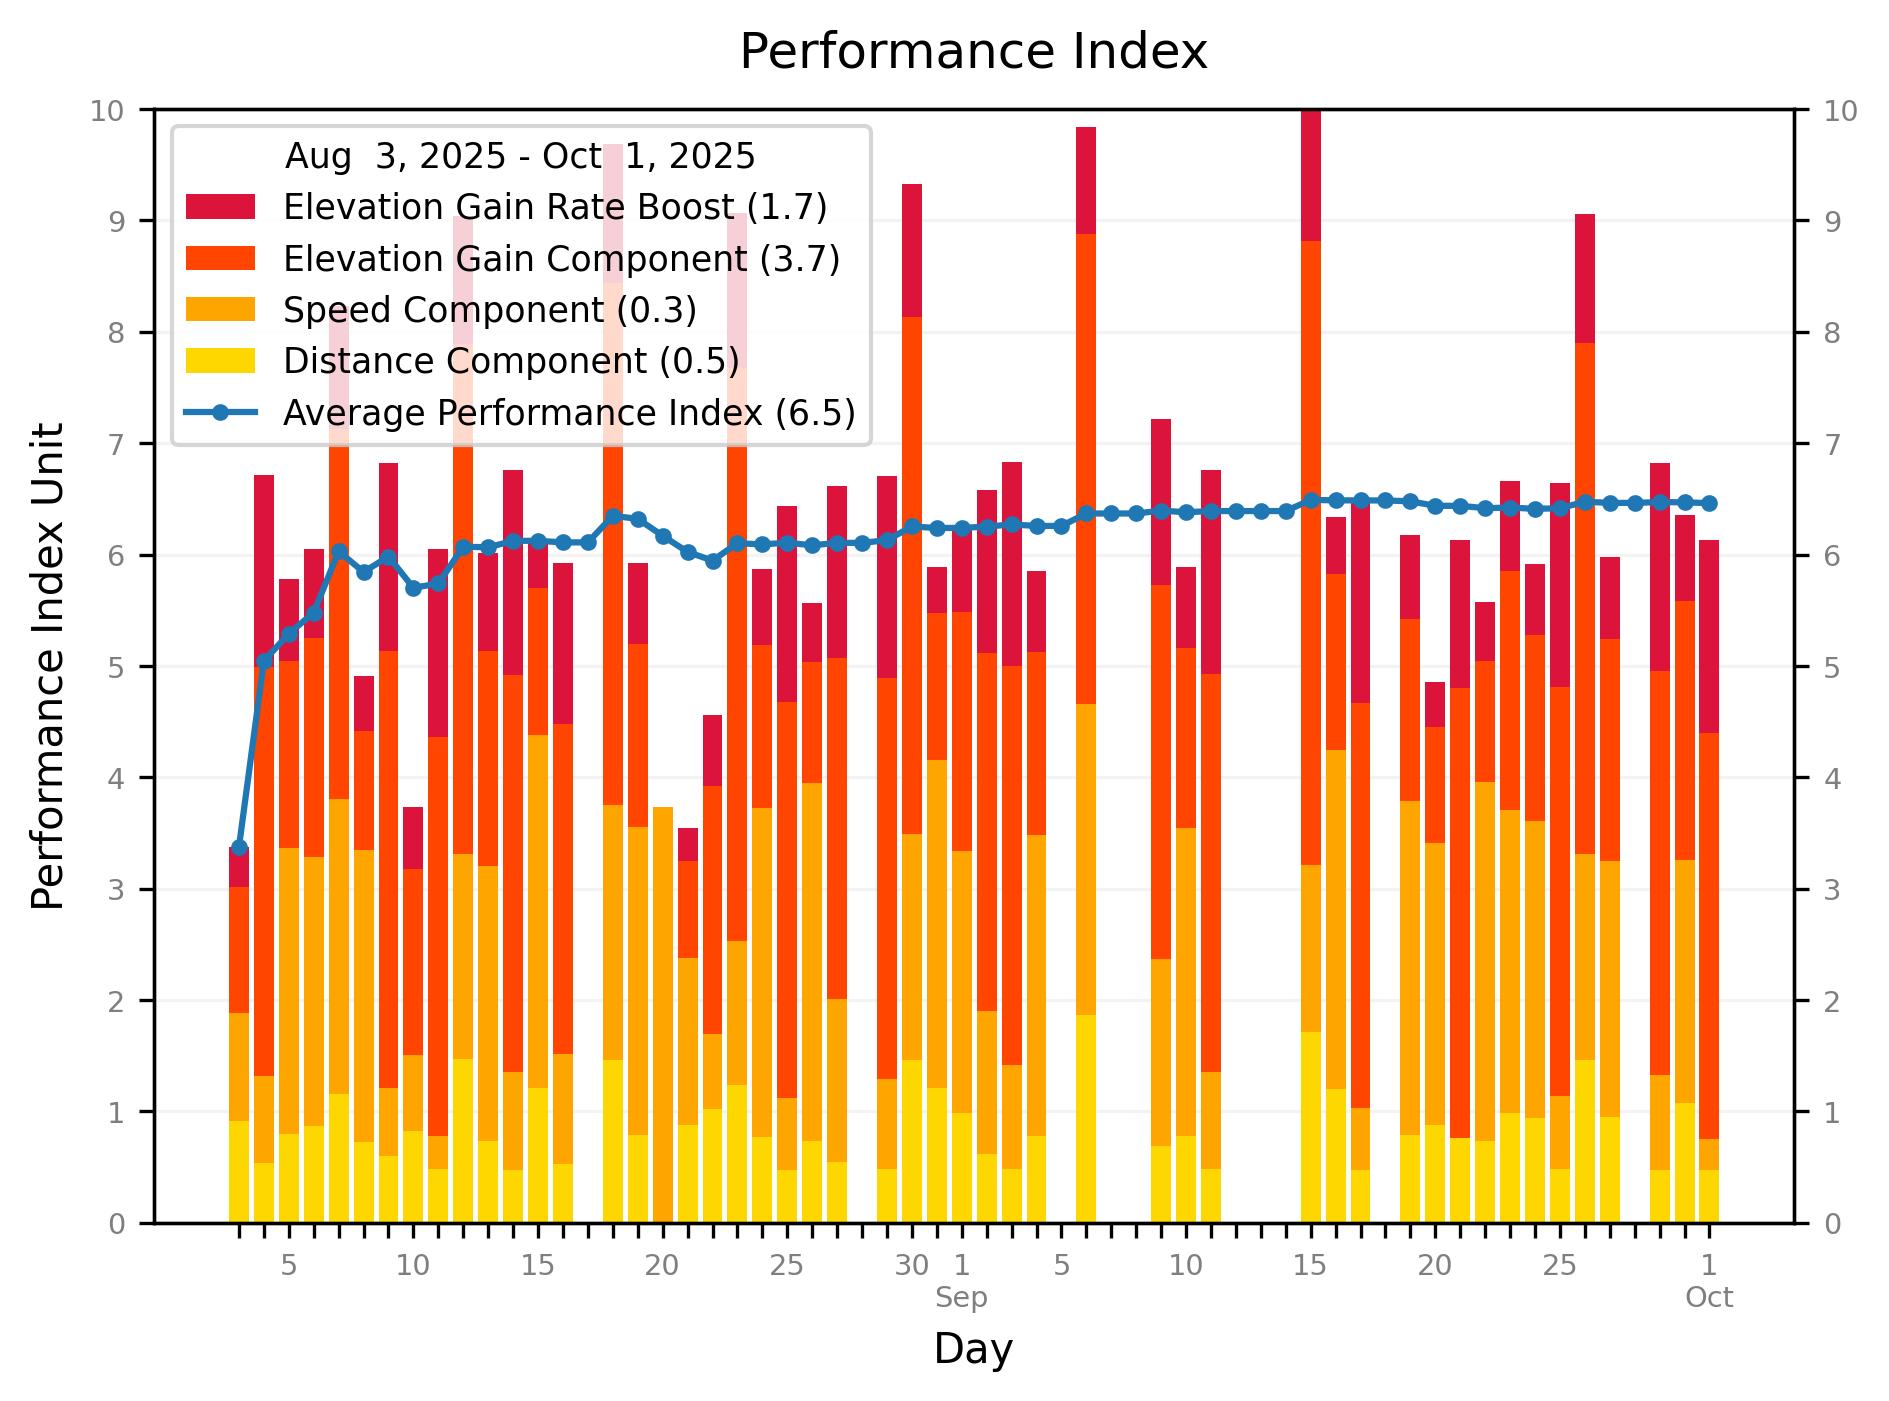 Performance Index
Aug  3, 2025 - Oct  1, 2025
Elevation Gain Rate Boost (1.7)
Elevation Gain Component (3.7)
Speed Component (0.3)
Distance Component (0.5)
Average Performance Index (6.5)
Performance Index Unit
10 10
9 9
8 8
7 7
6 6
5 5
4 4
3 3
2 2
1 1
0 0
5 10 15 20 25 30 1 5 10 15 20 25 1
Sep Oct
Day